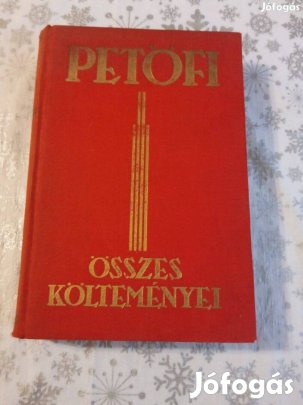 Jófogás
PETŐFI
ÖSSZES
KÖLTEMÉNYEI
Jófogás